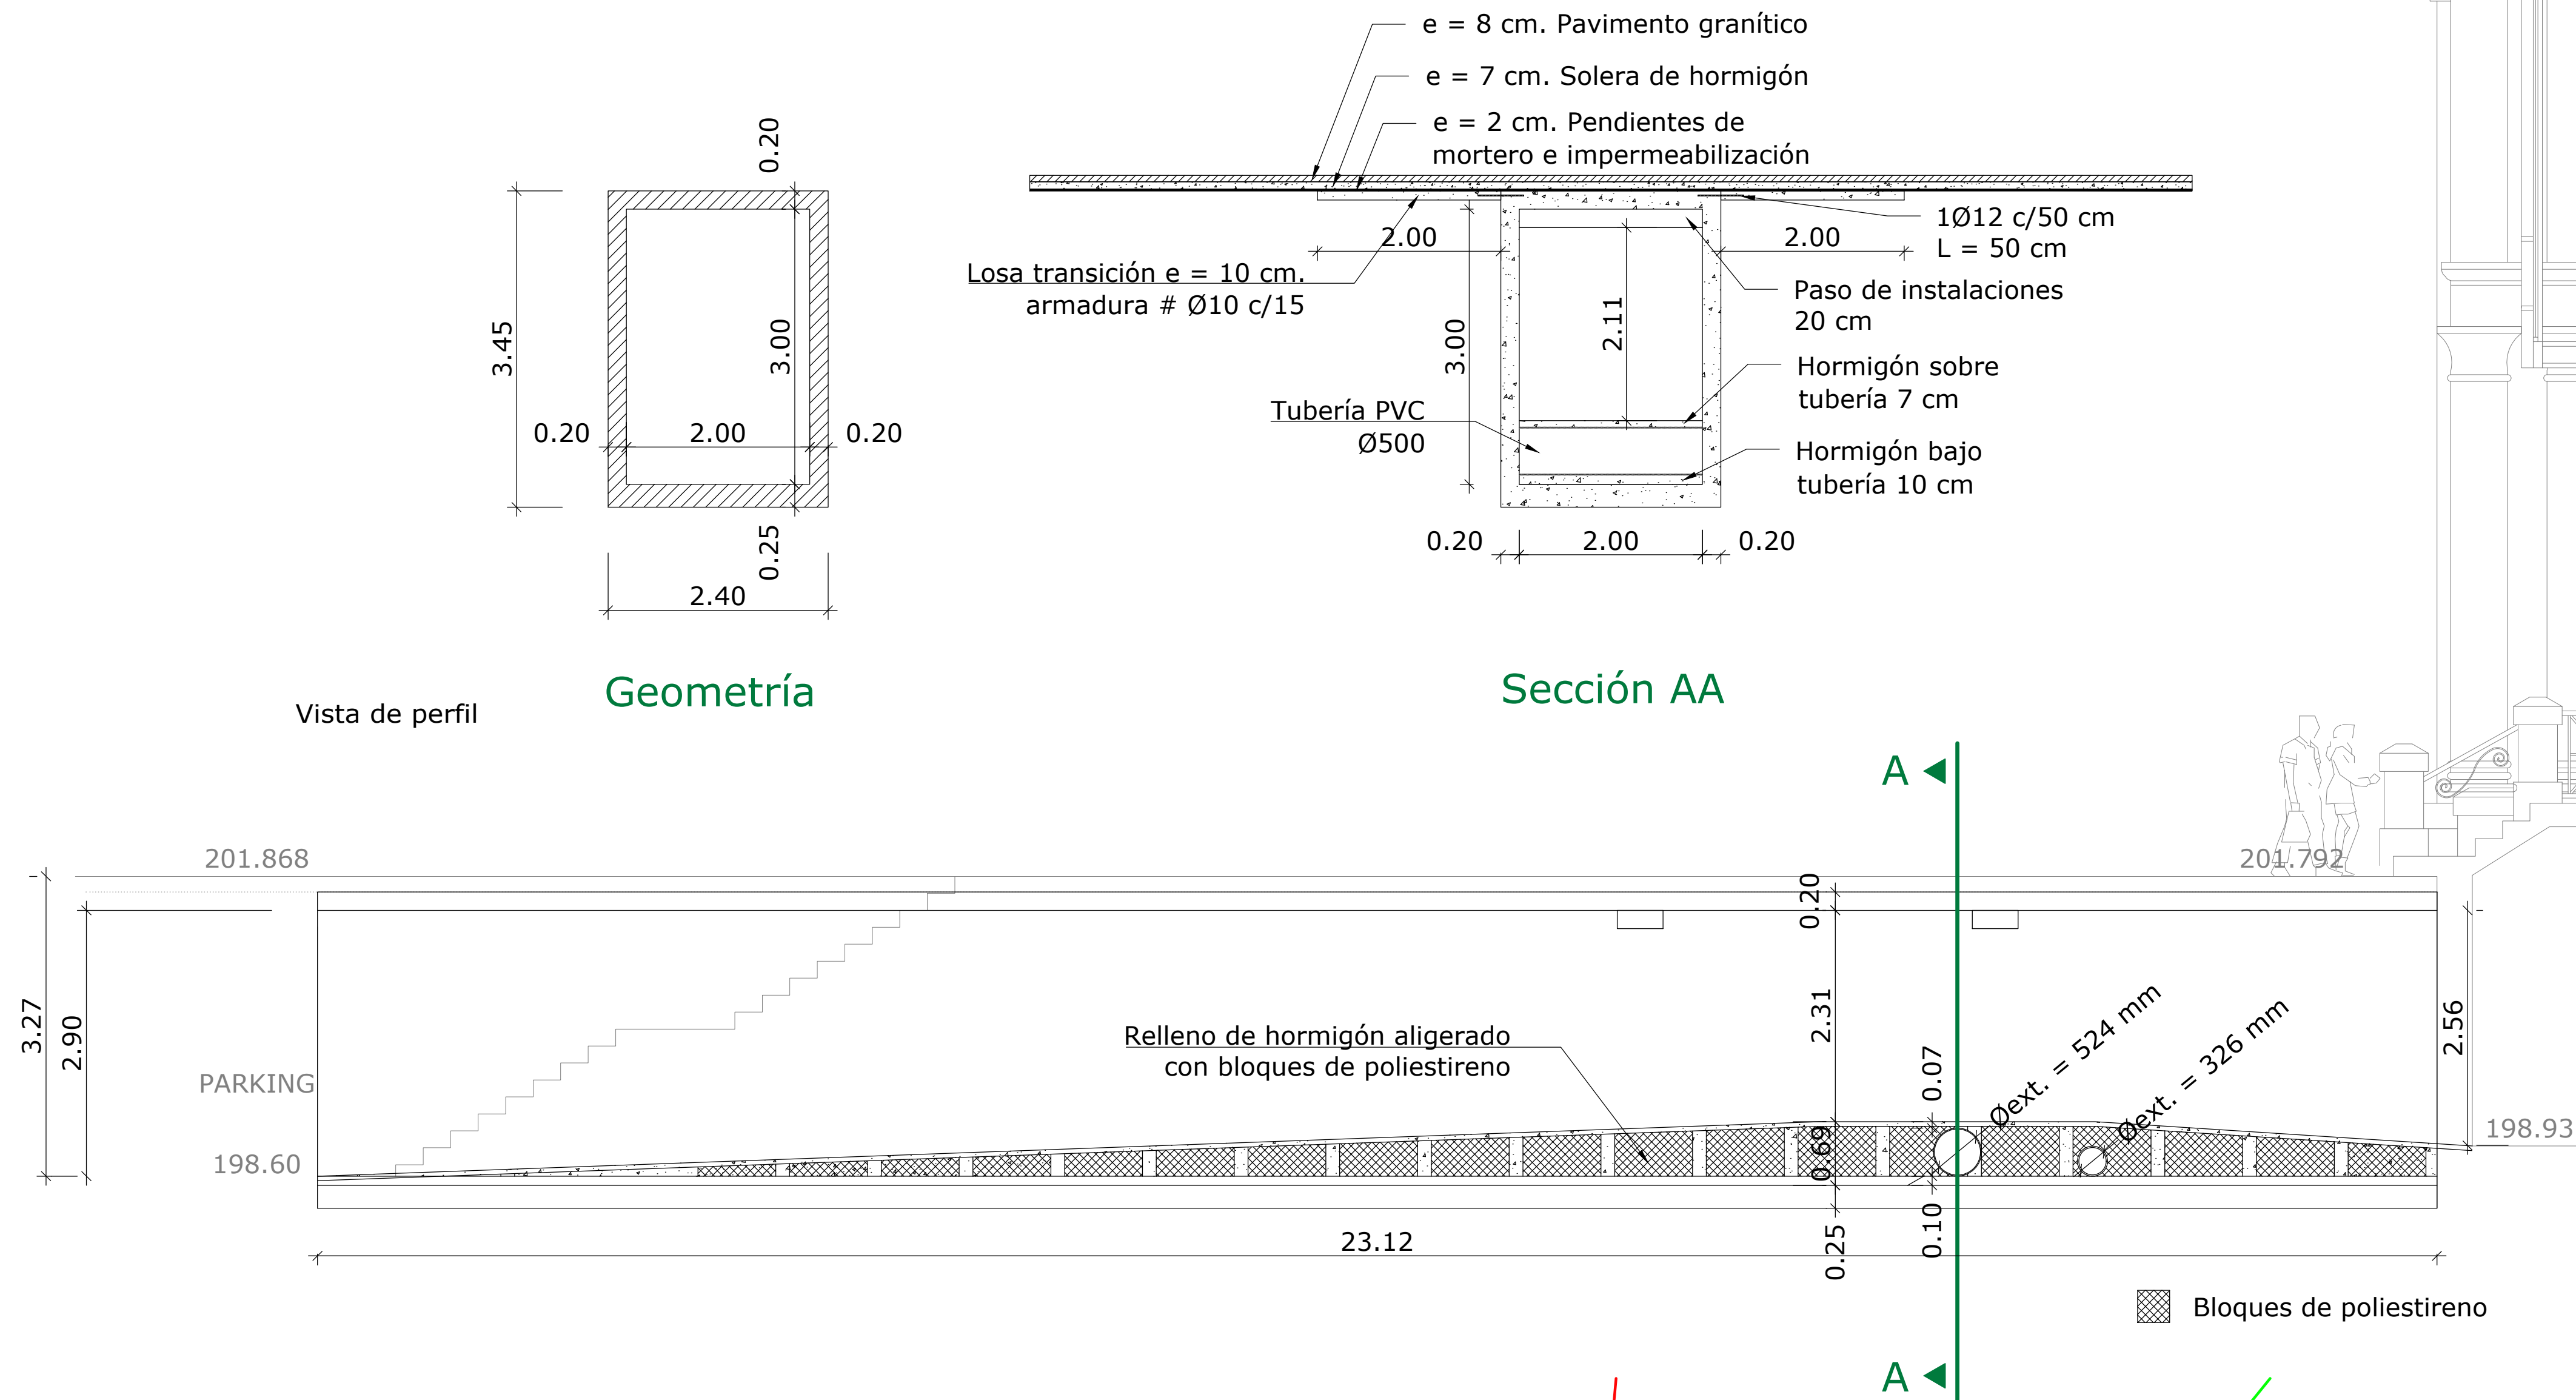 e = 8 cm. Pavimento granítico
e = 7 cm. Solera de hormigón
e = 2 cm. Pendientes de
mortero e impermeabilización
0.20
3.45
3.00
0.20
2.00
0.20
0.25
2.40
Geometría
2.00
2.00
1Ø12 c/50 cm
L = 50 cm
Losa transición e = 10 cm.
armadura # Ø10 c/15
Paso de instalaciones
20 cm
2.11
3.00
Hormigón sobre
tubería 7 cm
Tubería PVC
Ø500
Hormigón bajo
tubería 10 cm
0.20
2.00
0.20
Sección AA
Vista de perfil
A
201.868
201.792
0.20
3.27
2.90
2.31
2.56
Relleno de hormigón aligerado
con bloques de poliestireno
0.07
Øext. = 524 mm
Øext. = 326 mm
PARKING
198.60
198.93
0.69
0.25
0.10
23.12
Bloques de poliestireno
A